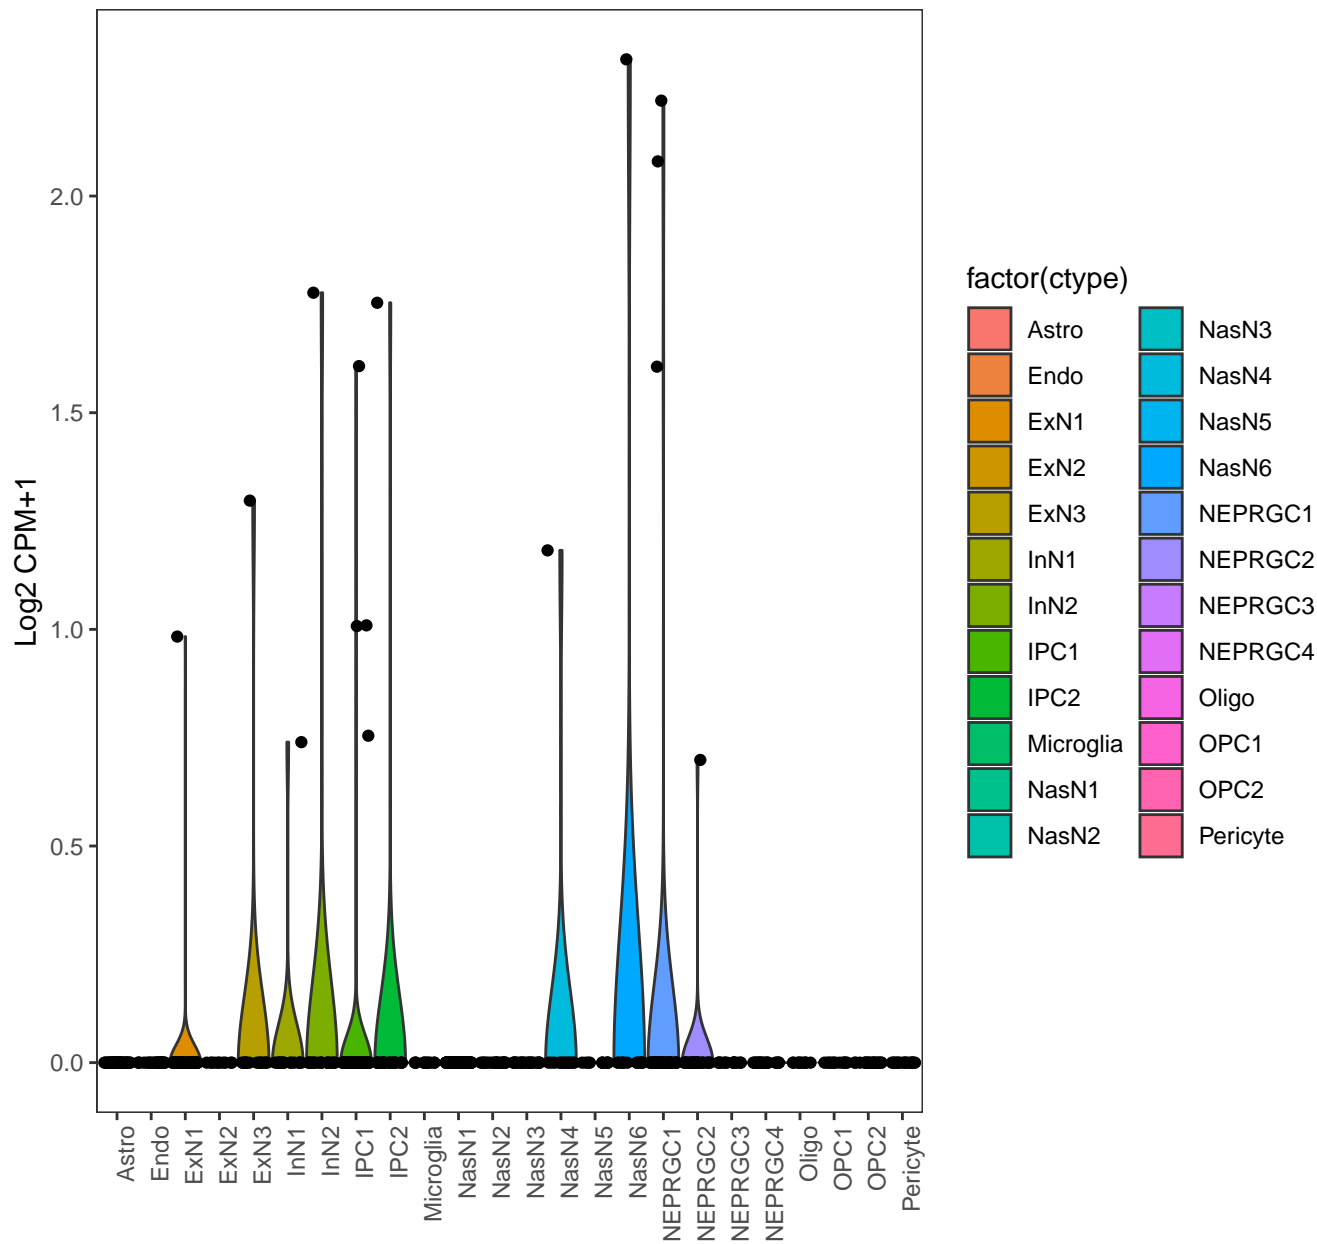 Log2 CPM+1
2.0
1.5
1.0
0.5
0.0
Astro
Endo
ExN1
ExN2
ExN3
InN1
InN2
IPC1
IPC2
Microglia
NasN1
NasN2
NasN3
NasN4
NasN5
NasN6
NEPRGC1
NEPRGC2
NEPRGC3
NEPRGC4
Oligo
OPC1
OPC2
Pericyte
factor(ctype)
Astro
Endo
ExN1
ExN2
ExN3
InN1
InN2
IPC1
IPC2
Microglia
NasN1
NasN2
NasN3
NasN4
NasN5
NasN6
NEPRGC1
NEPRGC2
NEPRGC3
NEPRGC4
Oligo
OPC1
OPC2
Pericyte